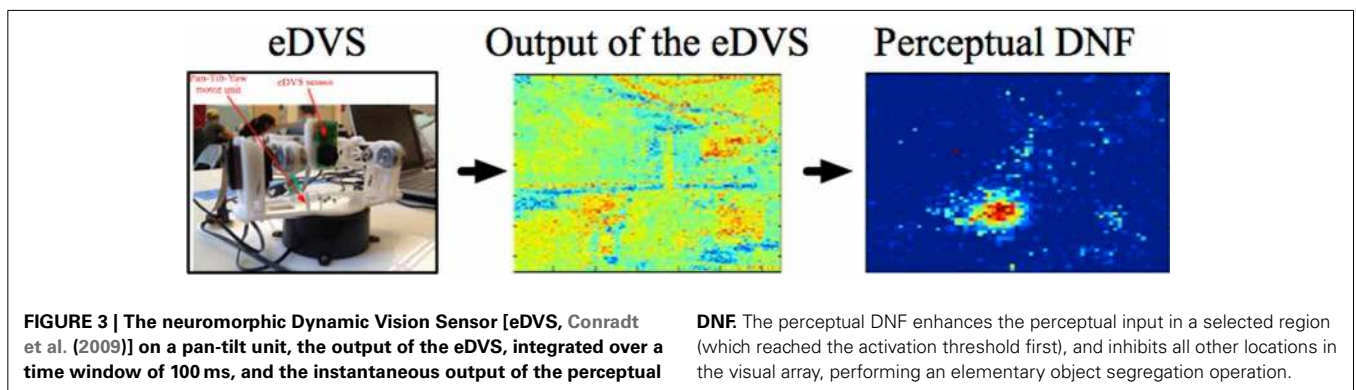 eDVS
Output of the eDVS
Perceptual DNF
Pan-Tilt-Yaw
motor unit
eDVS sensor
FIGURE 3 | The neuromorphic Dynamic Vision Sensor [eDVS, Conradt
et al. (2009)] on a pan-tilt unit, the output of the eDVS, integrated over a
time window of 100 ms, and the instantaneous output of the perceptual
DNF. The perceptual DNF enhances the perceptual input in a selected region
(which reached the activation threshold first), and inhibits all other locations in
the visual array, performing an elementary object segregation operation.